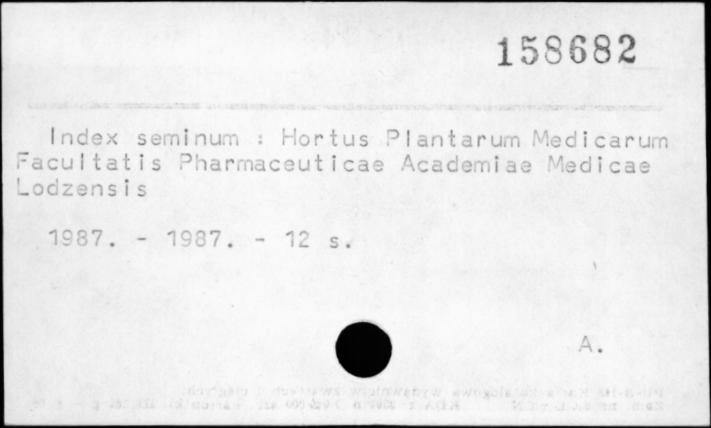 158682
Index seminum : Hortus Plantarum Medicarum
Facultatis Pharmaceuticae Academiae Medicae
Lodzensis
1987. - 1987. - 12 s.
A.